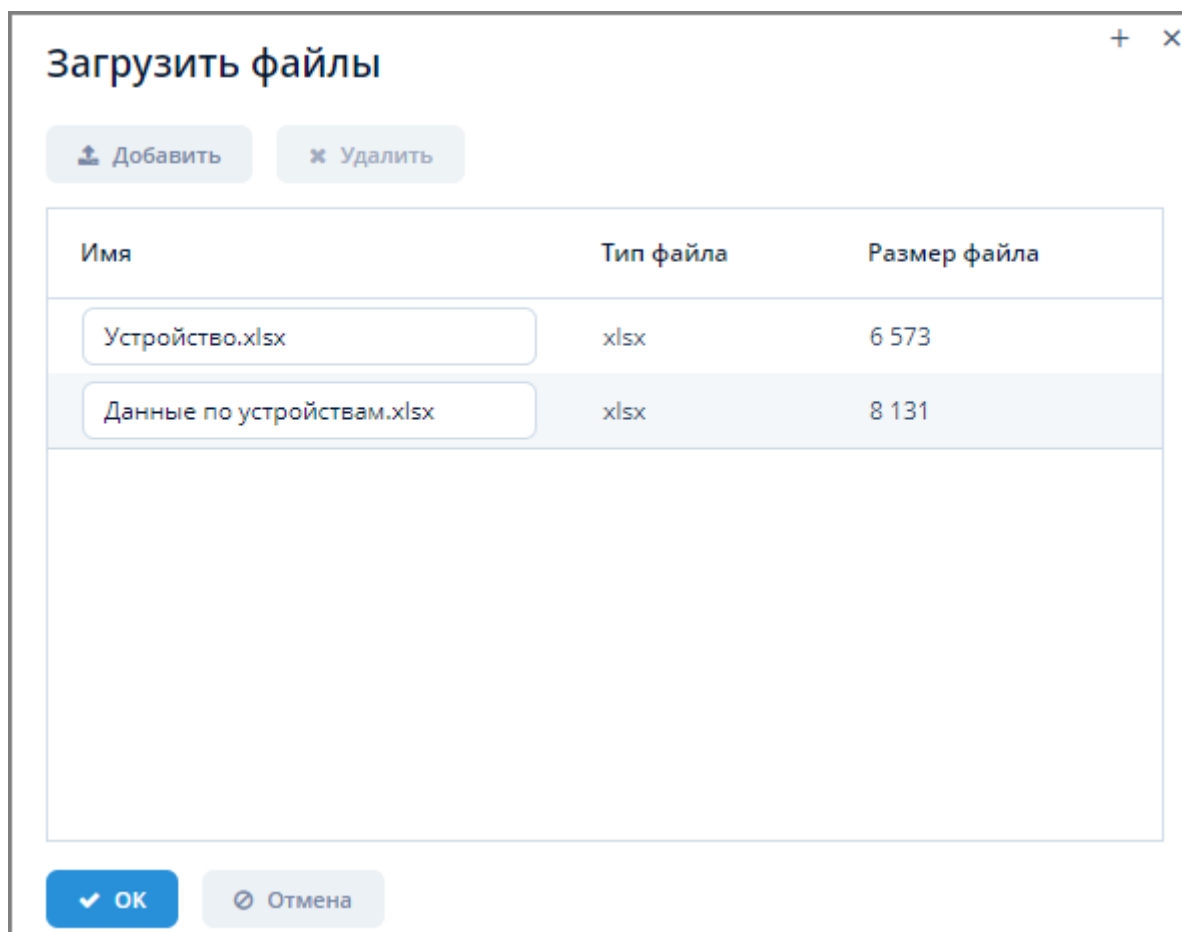 Загрузить файлы
Добавить Удалить
Имя Тип файла Размер файла
Устройство.xlsx xlsx 6 573
Данные по устройствам.xlsx xlsx 8 131
ОК Отмена